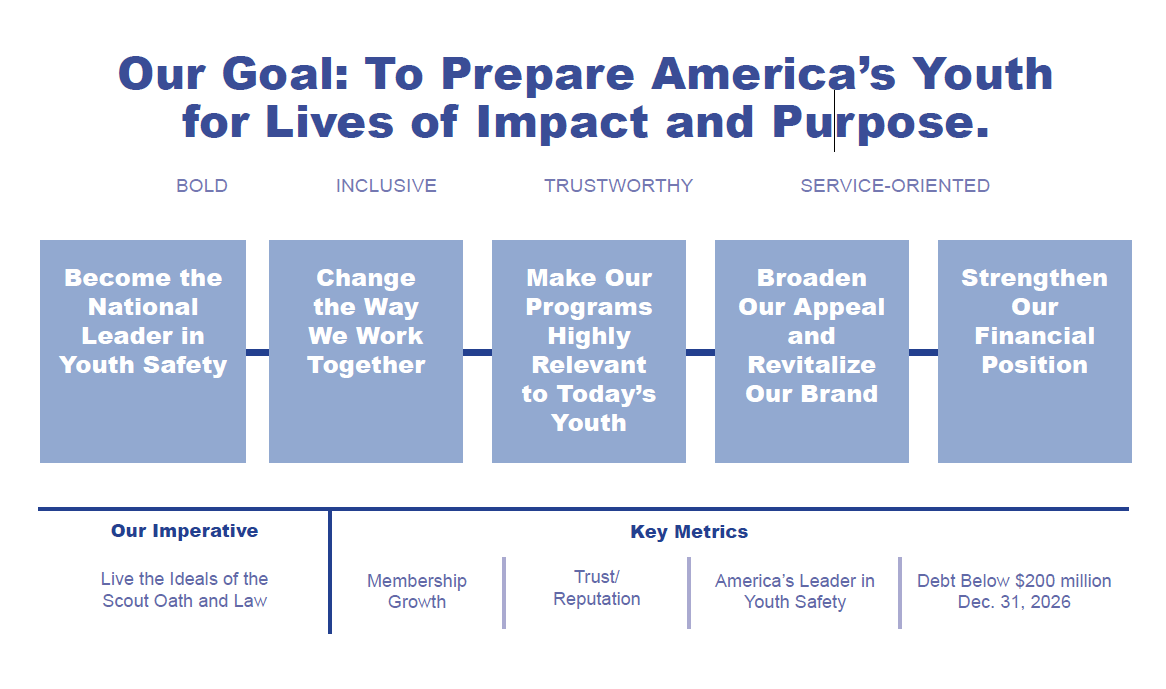 Our Goal: To Prepare America’s Youth
for Lives of Impact and Purpose.
BOLD
INCLUSIVE
TRUSTWORTHY
SERVICE-ORIENTED
Become the
National
Leader in
Youth Safety
Change
the Way
We Work
Together
Make Our
Programs
Highly
Relevant
to Today’s
Youth
Broaden
Our Appeal
and
Revitalize
Our Brand
Strengthen
Our
Financial
Position
Our Imperative
Live the Ideals of the
Scout Oath and Law
Key Metrics
Membership
Growth
Trust/
Reputation
America’s Leader in
Youth Safety
Debt Below $200 million
Dec. 31, 2026